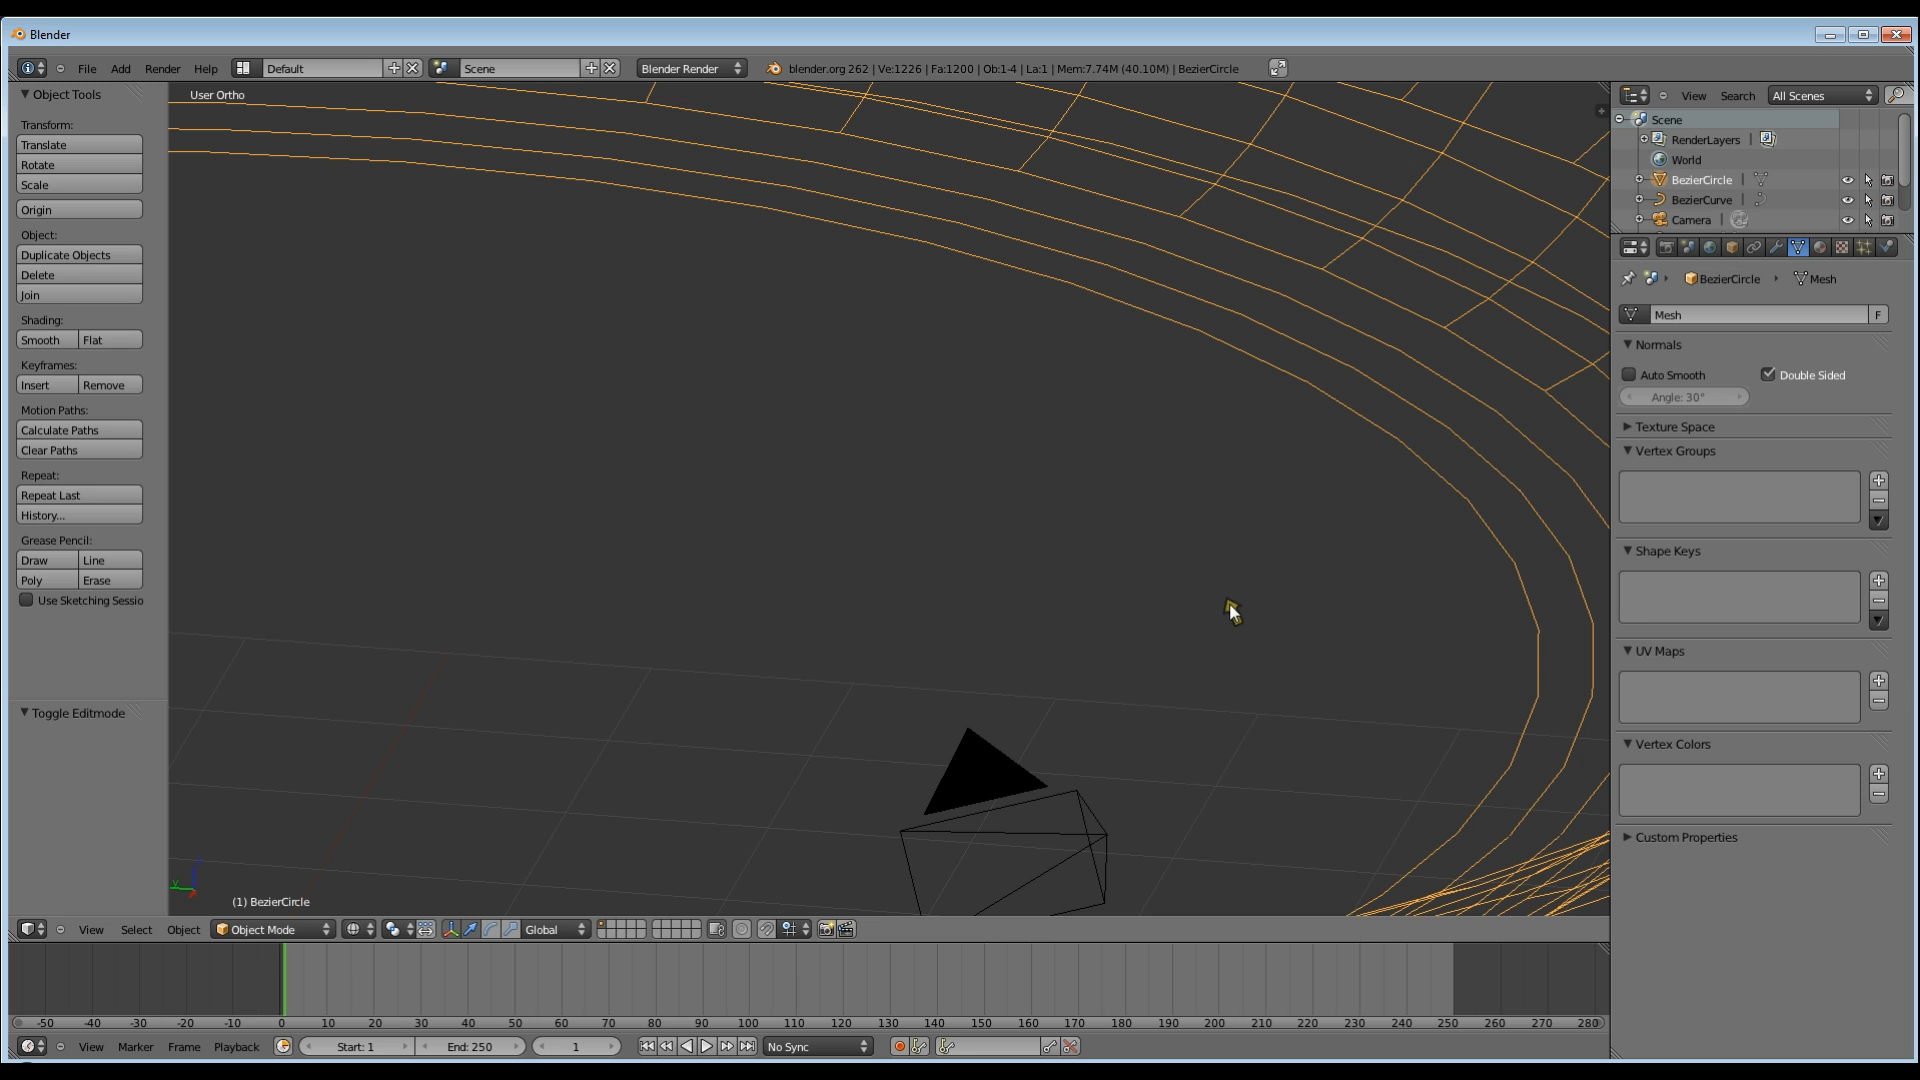 Blender
File Add Render Help Default Scene Blender Render blender.org 262 | Ve:1226 | Fa:1200 | Ob:1-4 | La:1 | Mem:7.74M (40.10M) | BezierCircle
Object Tools
Transform:
Translate
Rotate
Scale
Origin
Object:
Duplicate Objects
Delete
Join
Shading:
Smooth Flat
Keyframes:
Insert Remove
Motion Paths:
Calculate Paths
Clear Paths
Repeat:
Repeat Last
History...
Grease Pencil:
Draw Line
Poly Erase
Use Sketching Sessio
Toggle Editmode
User Ortho
y
(1) BezierCircle
View Search All Scenes
Scene
RenderLayers |
World
BezierCircle |
BezierCurve |
Camera |
BezierCircle Mesh
Mesh F
Normals
Auto Smooth Double Sided
Angle: 30°
Texture Space
Vertex Groups
Shape Keys
UV Maps
Vertex Colors
Custom Properties
View Select Object Object Mode Global
-50 -40 -30 -20 -10 0 10 20 30 40 50 60 70 80 90 100 110 120 130 140 150 160 170 180 190 200 210 220 230 240 250 260 270 280
View Marker Frame Playback Start: 1 End: 250 1 No Sync